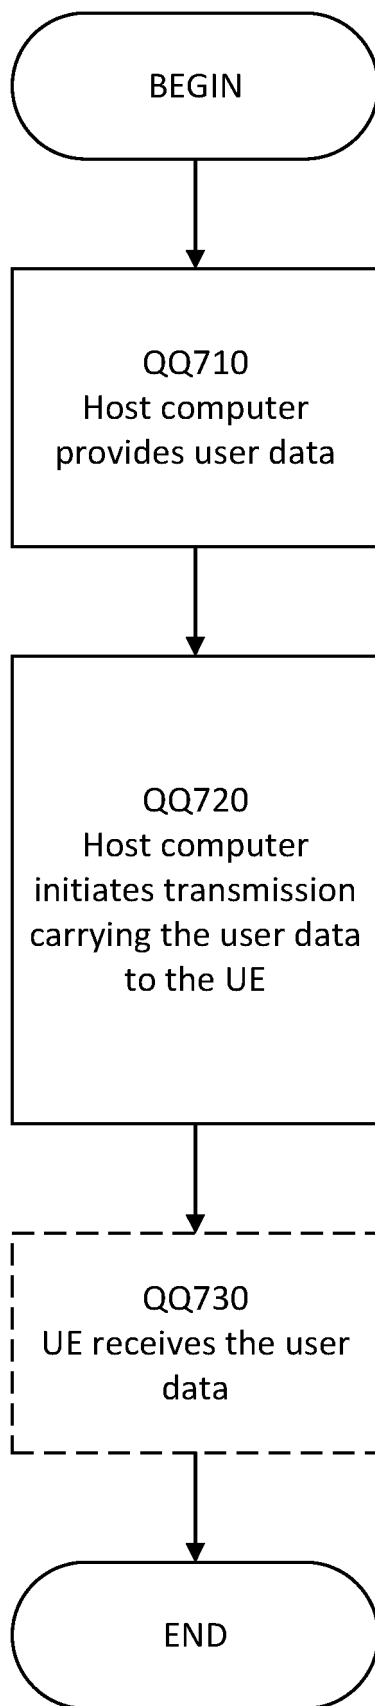 BEGIN
QQ710
Host computer
provides user data
QQ720
Host computer
initiates transmission
carrying the user data
to the UE
QQ730
UE receives the user
data
END